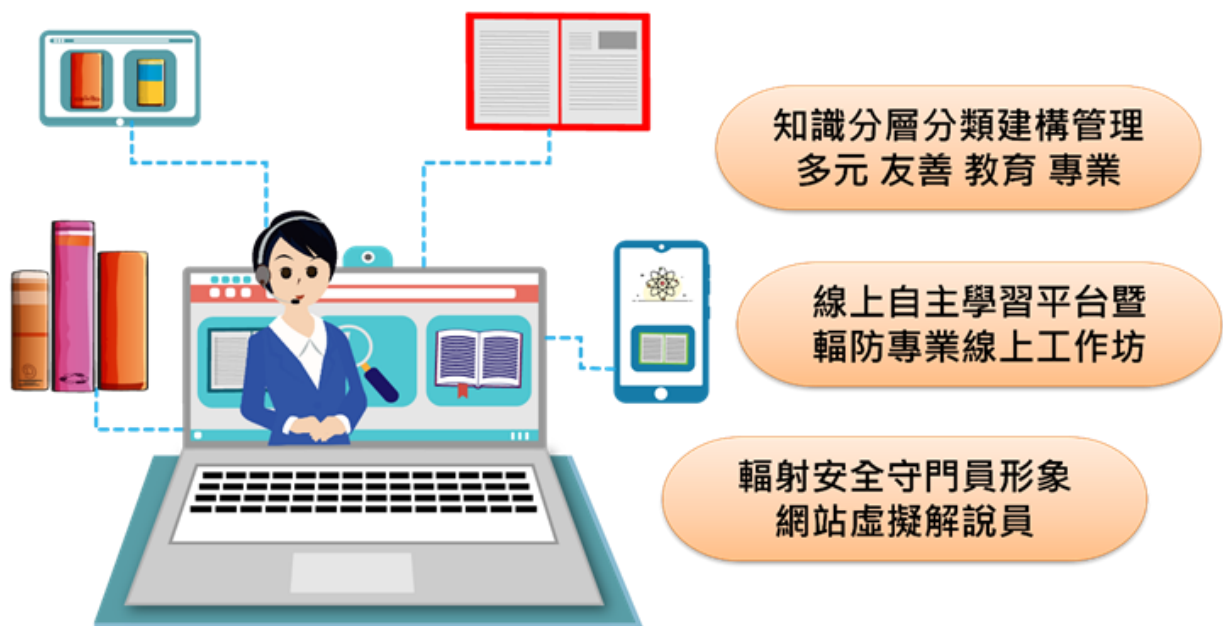 知識分層分類建構管理
多元 友善 教育 專業
線上自主學習平台暨
輻防專業線上工作坊
輻射安全守門員形象
網站虛擬解說員